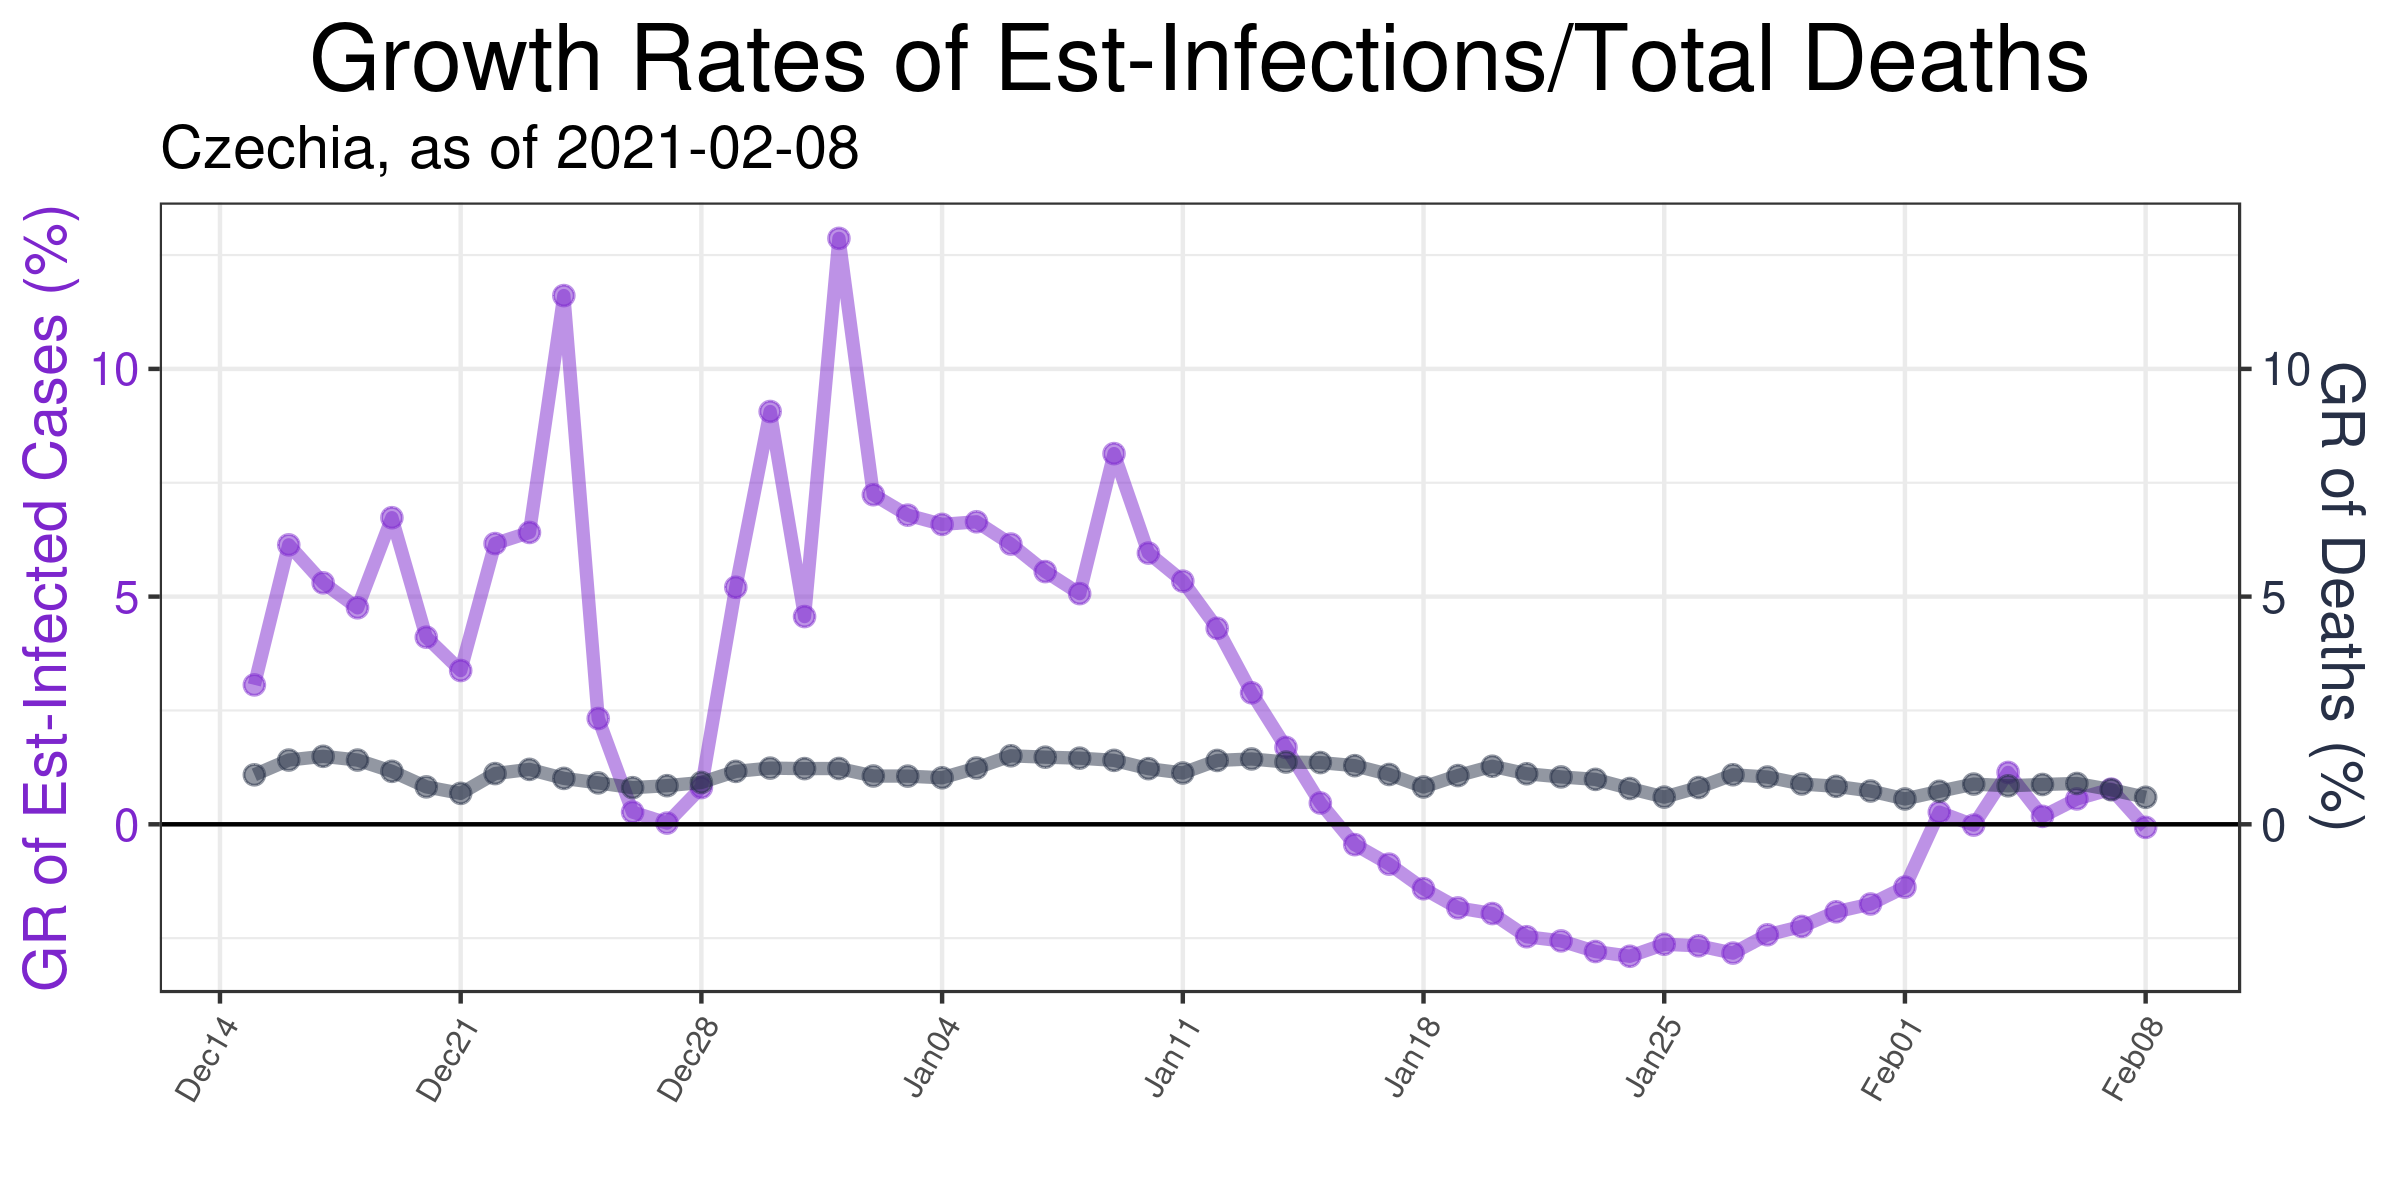 Growth Rates of Est-Infections/Total Deaths
Czechia, as of 2021-02-08
GR of Est-Infected Cases (%)
10
5
0
10
5
0
GR of Deaths (%)
Dec14
Dec21
Dec28
Jan04
Jan11
Jan18
Jan25
Feb01
Feb08